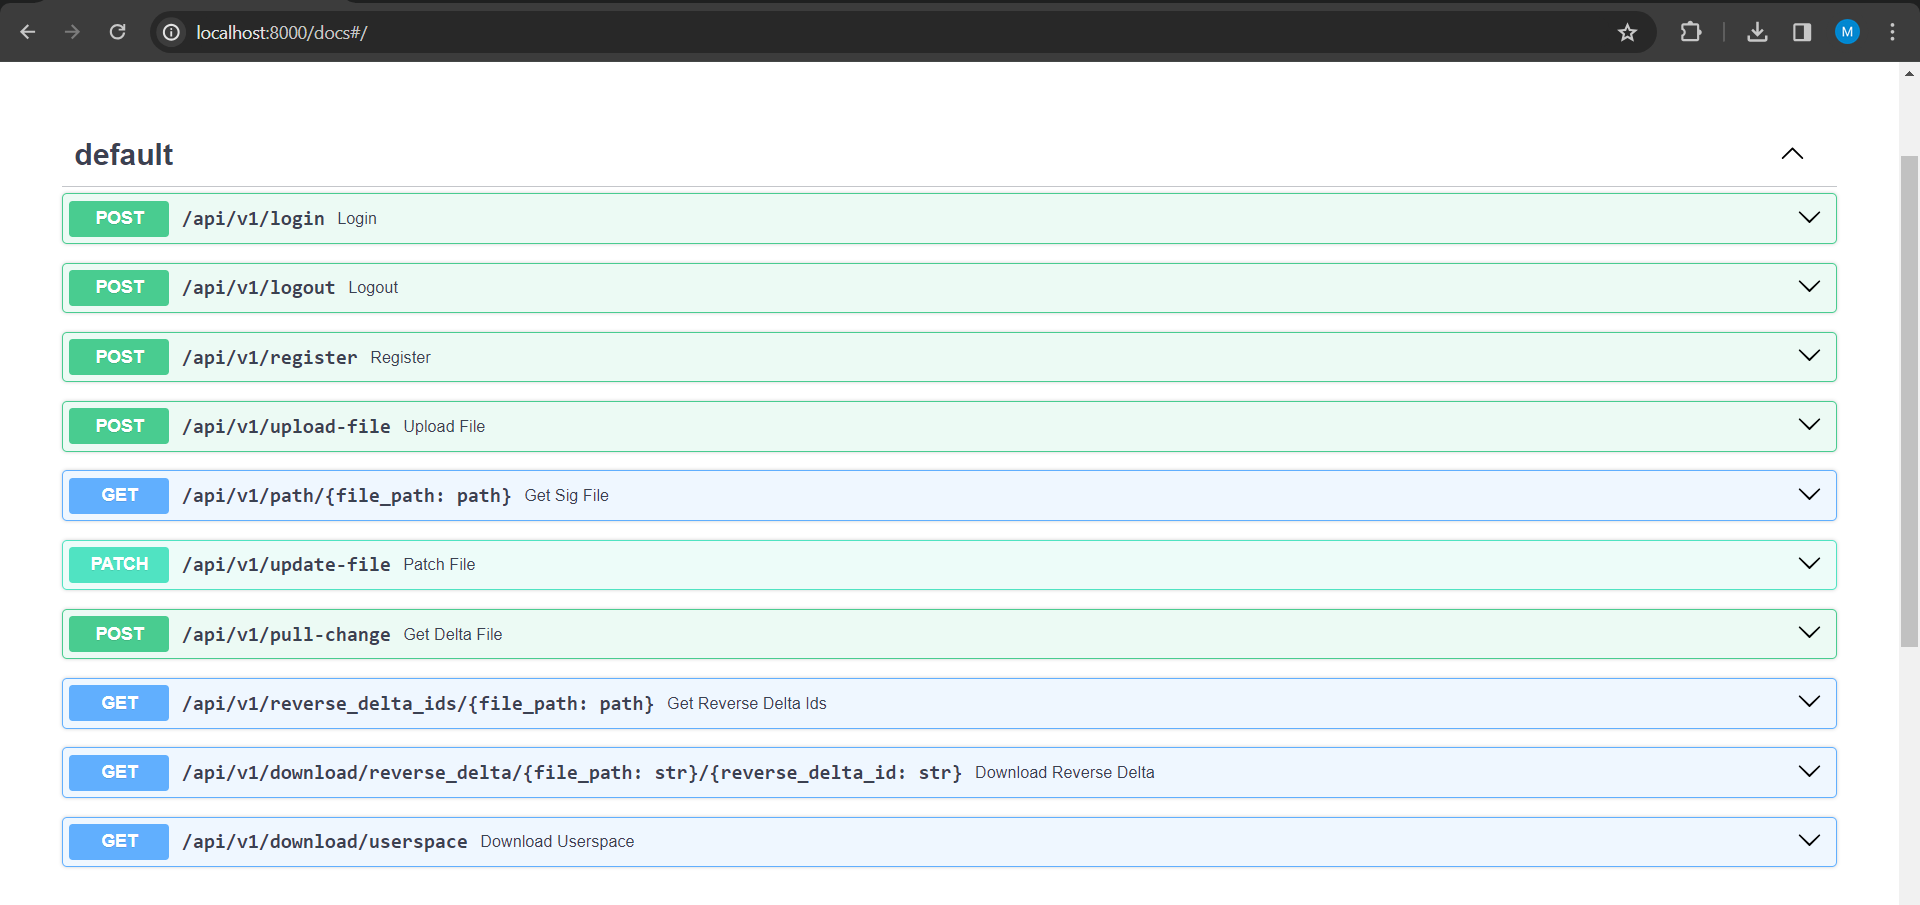 localhost:8000/docs#/
M
default
POST /api/v1/login Login
POST /api/v1/logout Logout
POST /api/v1/register Register
POST /api/v1/upload-file Upload File
GET /api/v1/path/{file_path: path} Get Sig File
PATCH /api/v1/update-file Patch File
POST /api/v1/pull-change Get Delta File
GET /api/v1/reverse_delta_ids/{file_path: path} Get Reverse Delta Ids
GET /api/v1/download/reverse_delta/{file_path: str}/{reverse_delta_id: str} Download Reverse Delta
GET /api/v1/download/userspace Download Userspace